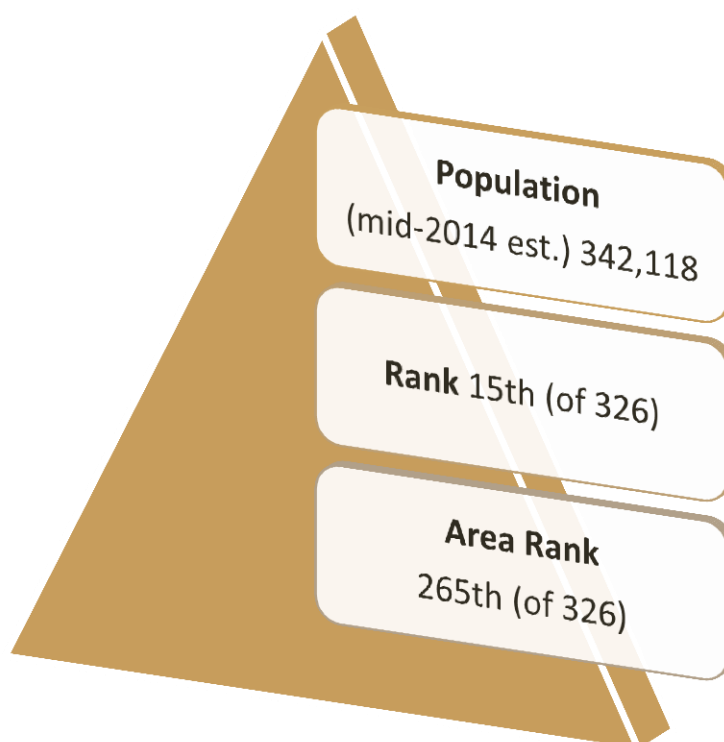 Population
(mid-2014 est.) 342,118
Rank 15th (of 326)
Area Rank
265th (of 326)